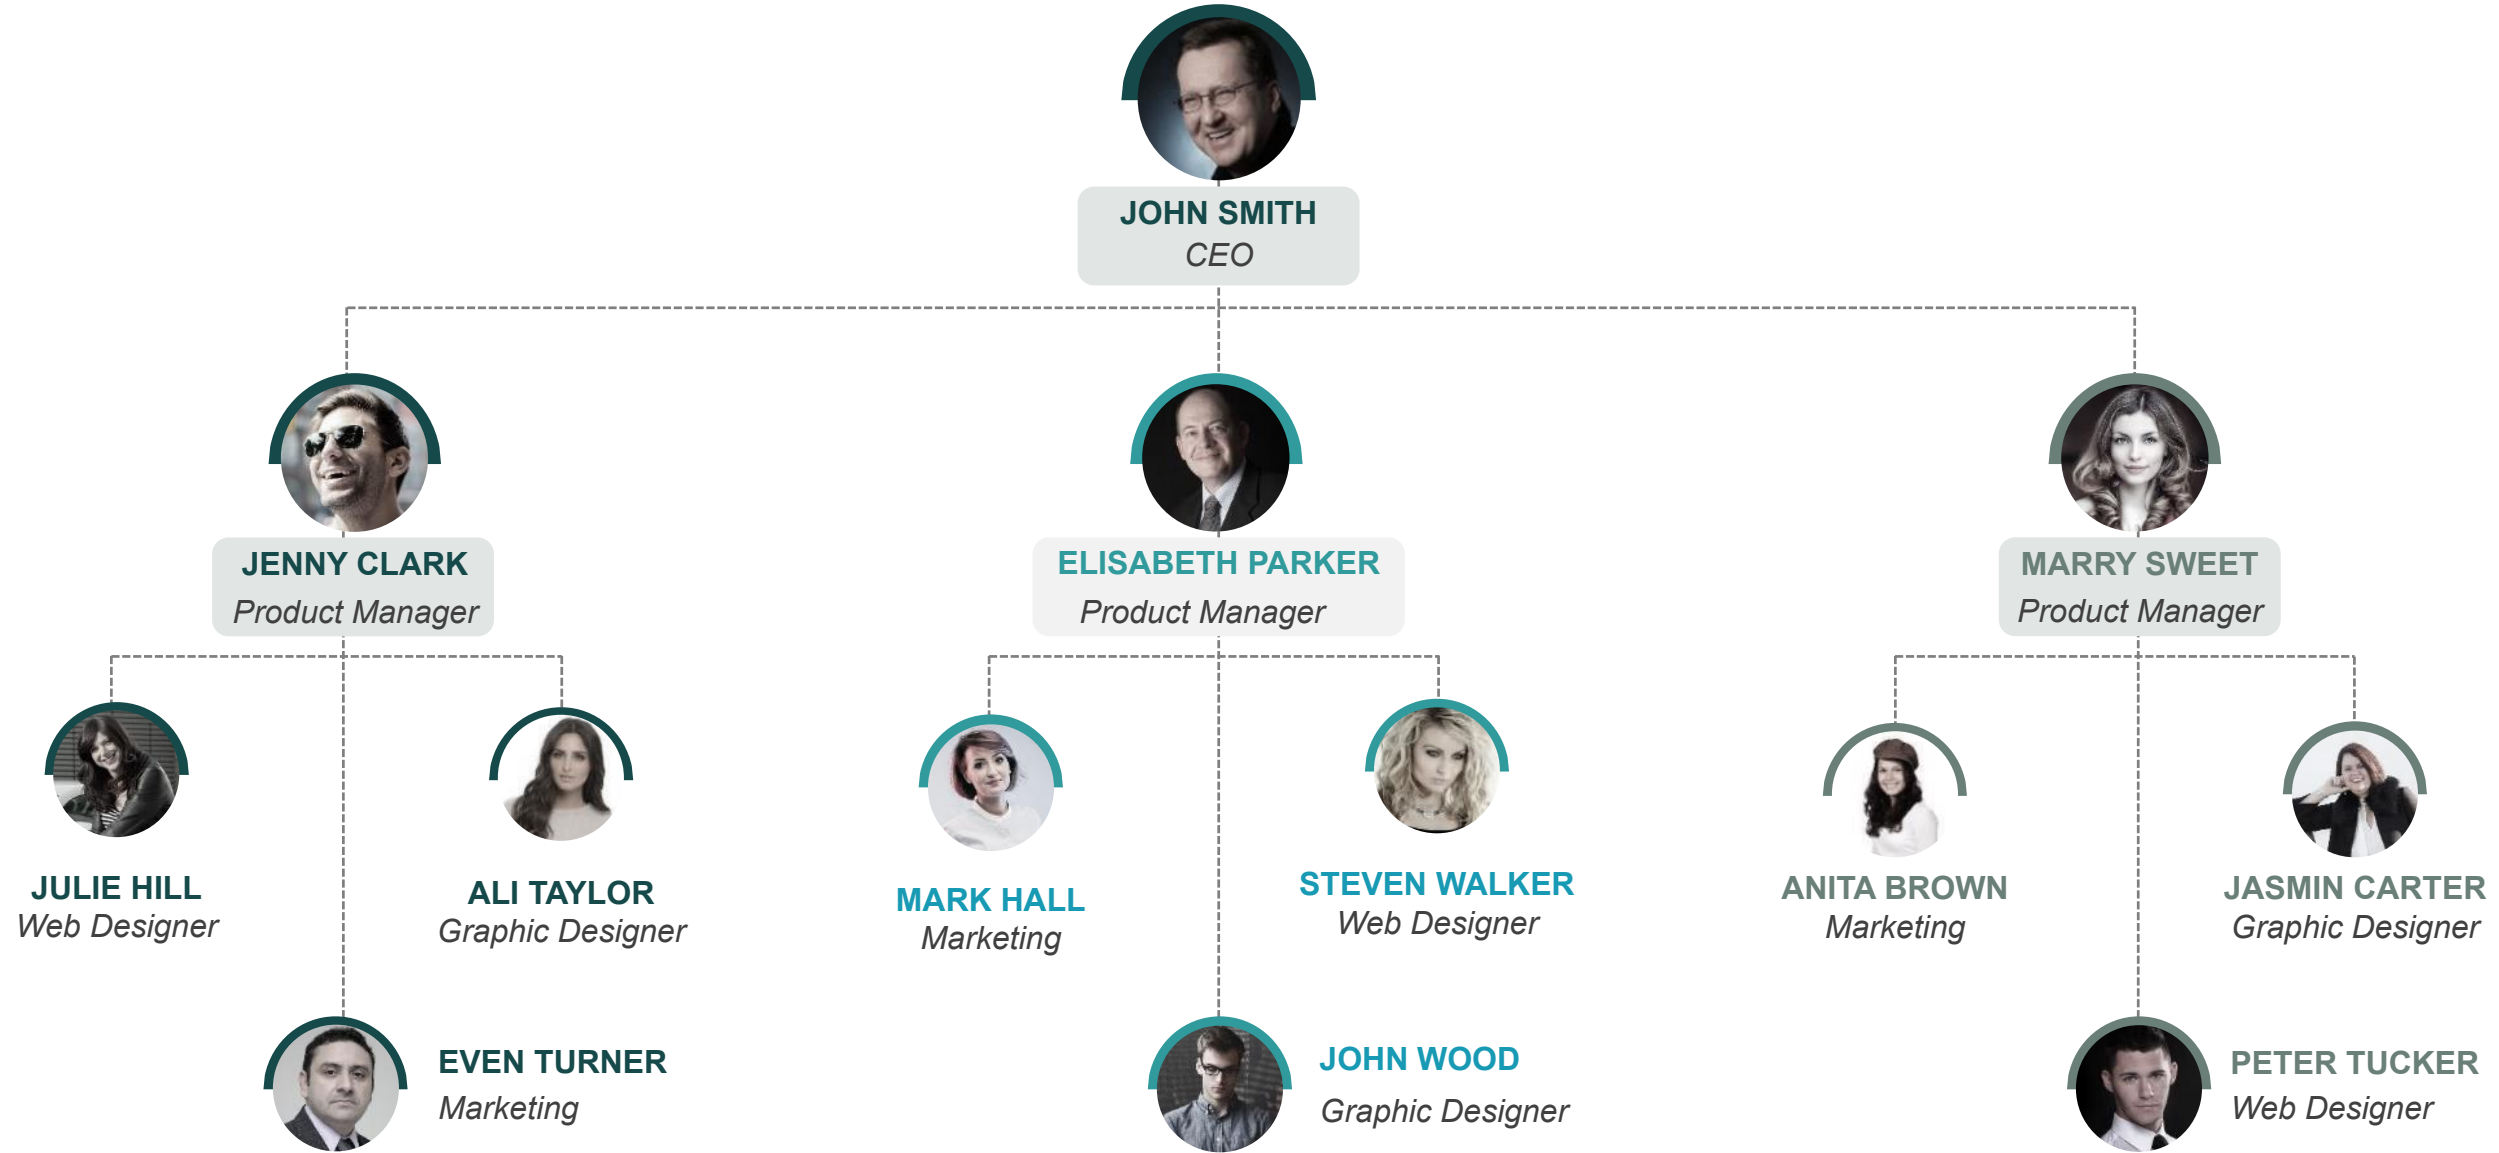 JOHN SMITH
CEO
JENNY CLARK
Product Manager
ELISABETH PARKER
Product Manager
MARRY SWEET
Product Manager
JULIE HILL
Web Designer
ALI TAYLOR
Graphic Designer
MARK HALL
Marketing
STEVEN WALKER
Web Designer
ANITA BROWN
Marketing
JASMIN CARTER
Graphic Designer
EVEN TURNER
Marketing
JOHN WOOD
Graphic Designer
PETER TUCKER
Web Designer